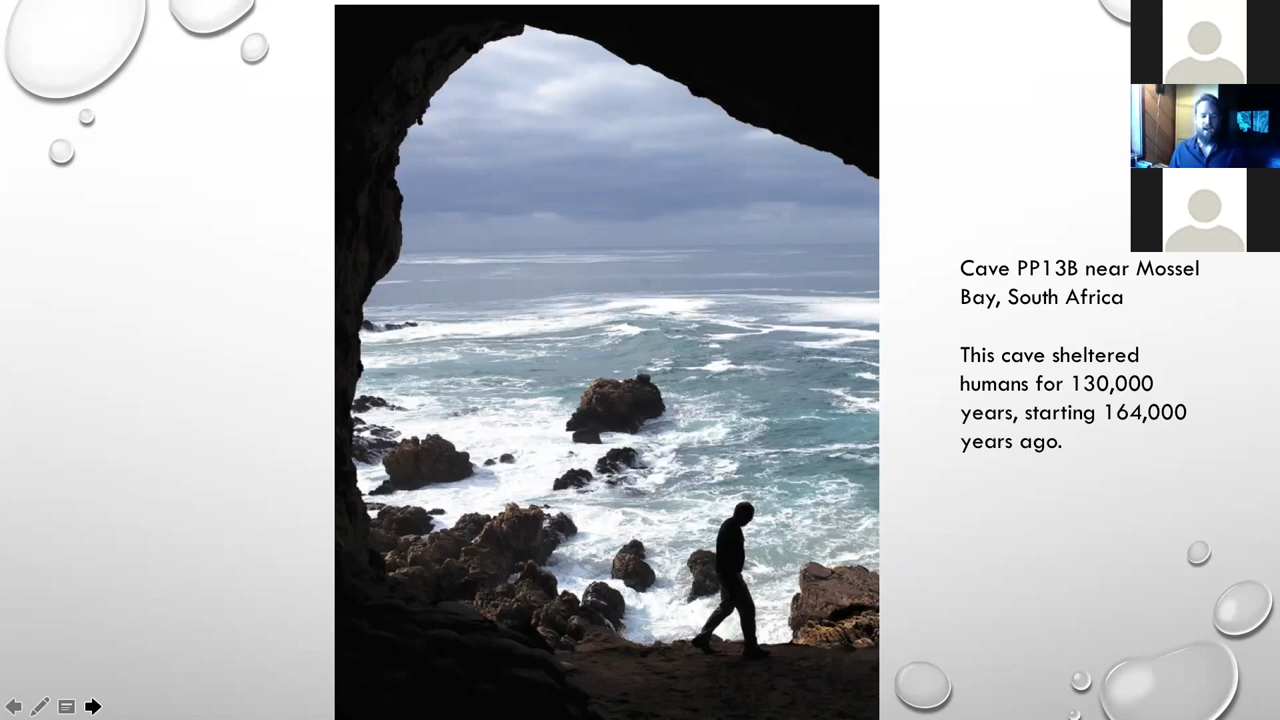 Cave PP13B near Mossel
Bay, South Africa
This cave sheltered
humans for 130,000
years, starting 164,000
years ago.